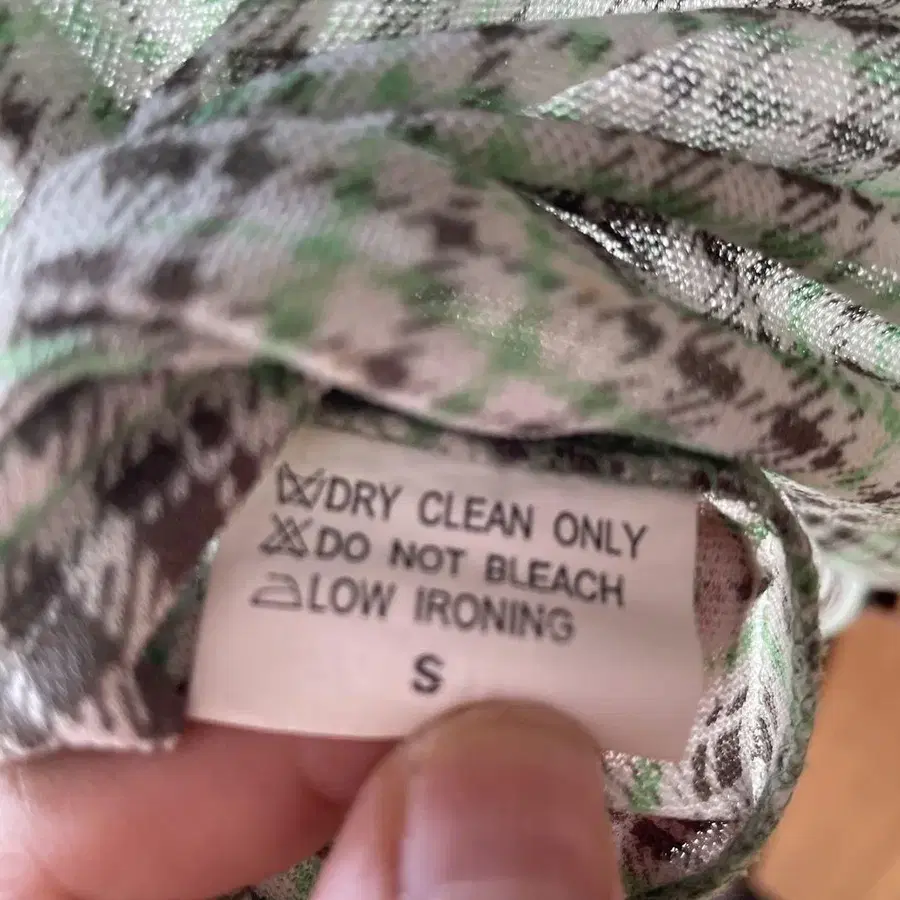 DRY CLEAN ONLY
DO NOT BLEACH
LOW IRONING
S